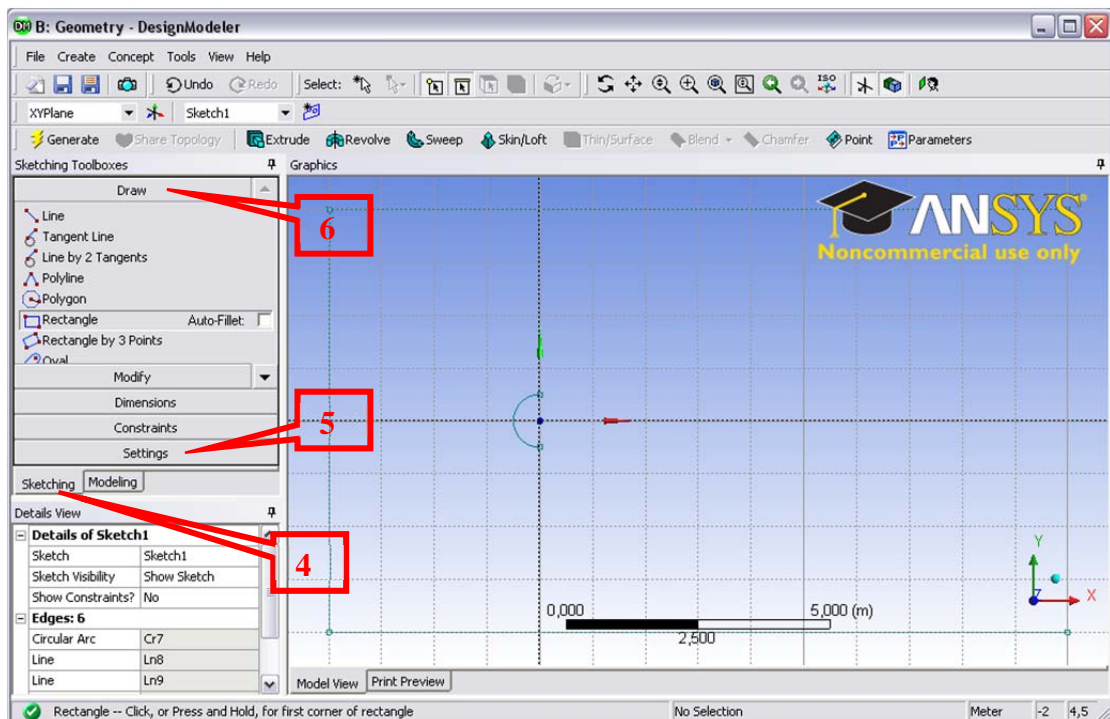 B: Geometry - DesignModeler
File Create Concept Tools View Help
Undo Redo Select: ISO
XYPlane Sketch1
Generate Share Topology Extrude Revolve Sweep Skin/Loft Thin/Surface Blend Chamfer Point Parameters
Sketching Toolboxes
Draw
Line
Tangent Line
Line by 2 Tangents
Polyline
Polygon
Rectangle Auto-Fillet:
Rectangle by 3 Points
Oval
Modify
Dimensions
Constraints
Settings
Sketching Modeling
Details View
Details of Sketch1
Sketch Sketch1
Sketch Visibility Show Sketch
Show Constraints? No
Edges: 6
Circular Arc Cr7
Line Ln8
Line Ln9
Graphics
6
ANSYS
Noncommercial use only
5
4
Y
Z X
0,000 5,000 (m)
2,500
Model View Print Preview
Rectangle -- Click, or Press and Hold, for first corner of rectangle No Selection Meter -2 4,5